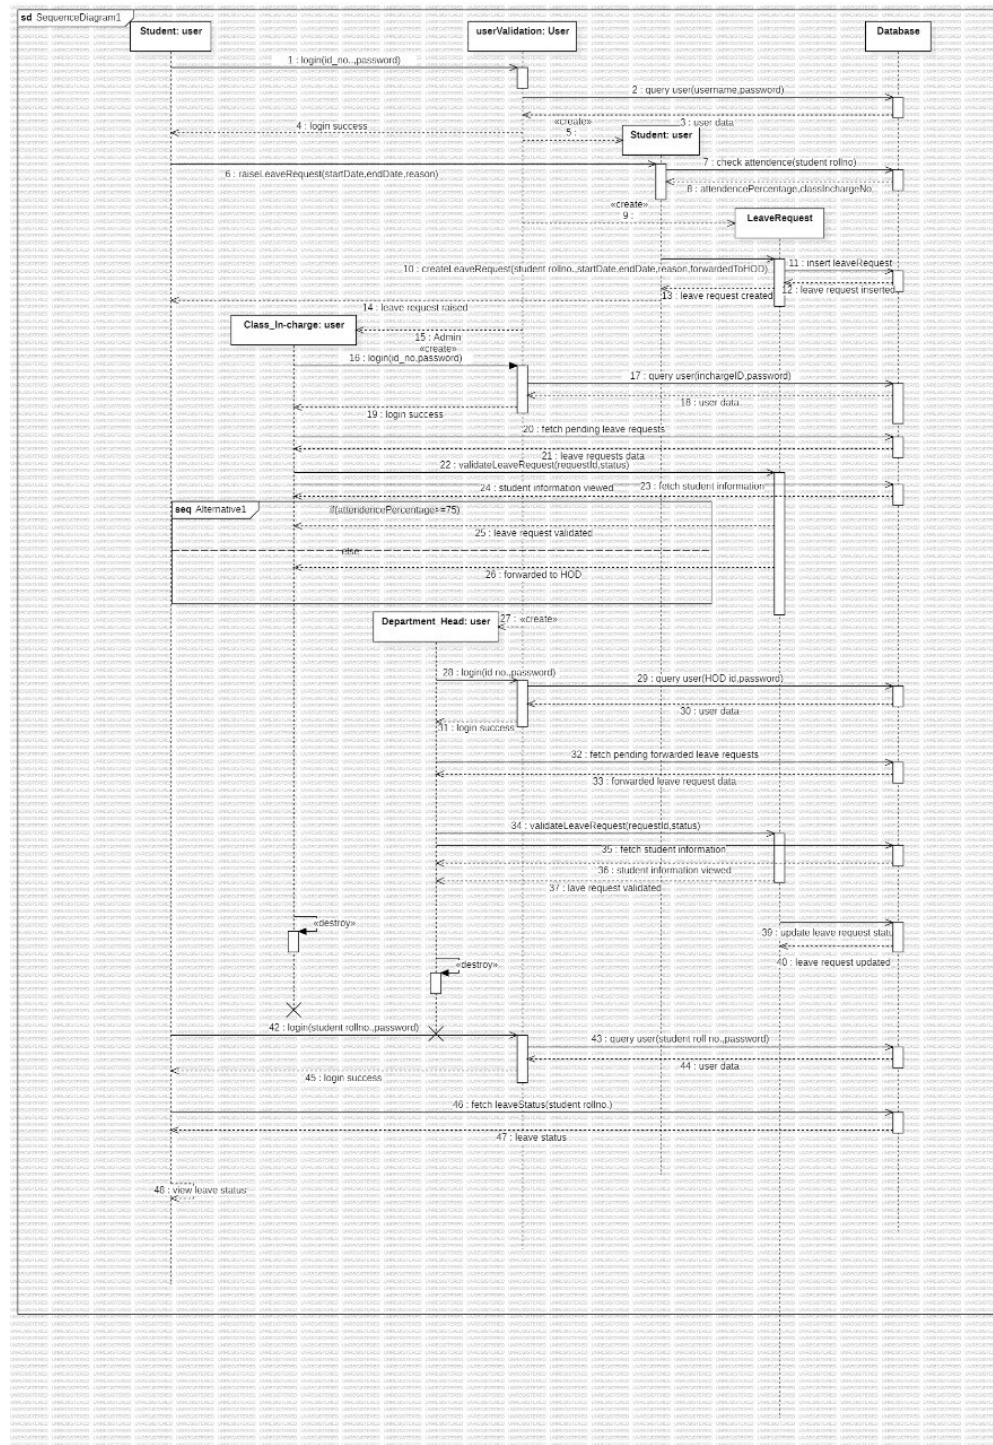 sd SequenceDiagram1
Student: user
userValidation: User
Database
1 : login(id_no..,password)
2 : query user(username,password)
3 : user data
4 : login success
«create»
5 :
Student: user
6 : raiseLeaveRequest(startDate,endDate,reason)
7 : check attendence(student rollno)
8 : attendencePercentage,classInchargeNo.
«create»
9 :
LeaveRequest
10 : createLeaveRequest(student rollno.,startDate,endDate,reason,forwardedToHOD)
11 : insert leaveRequest
12 : leave request inserted
13 : leave request created
14 : leave request raised
Class_In-charge: user
15 : Admin
«create»
16 : login(id_no,password)
17 : query user(inchargeID,password)
18 : user data
19 : login success
20 : fetch pending leave requests
21 : leave requests data
22 : validateLeaveRequest(requestId,status)
23 : fetch student information
24 : student information viewed
seq Alternative1
25 : leave request validated
else
26 : forwarded to HOD
Department Head: user
27 : «create»
28 : login(id no.,password)
29 : query user(HOD id,password)
30 : user data
31 : login success
32 : fetch pending forwarded leave requests
33 : forwarded leave request data
34 : validateLeaveRequest(requestId,status)
35 : fetch student information
36 : student information viewed
37 : lave request validated
«destroy»
39 : update leave request statu
40 : leave request updated
«destroy»
42 : login(student rollno.,password)
43 : query user(student roll no.,password)
44 : user data
45 : login success
46 : fetch leaveStatus(student rollno.)
47 : leave status
48 : view leave status